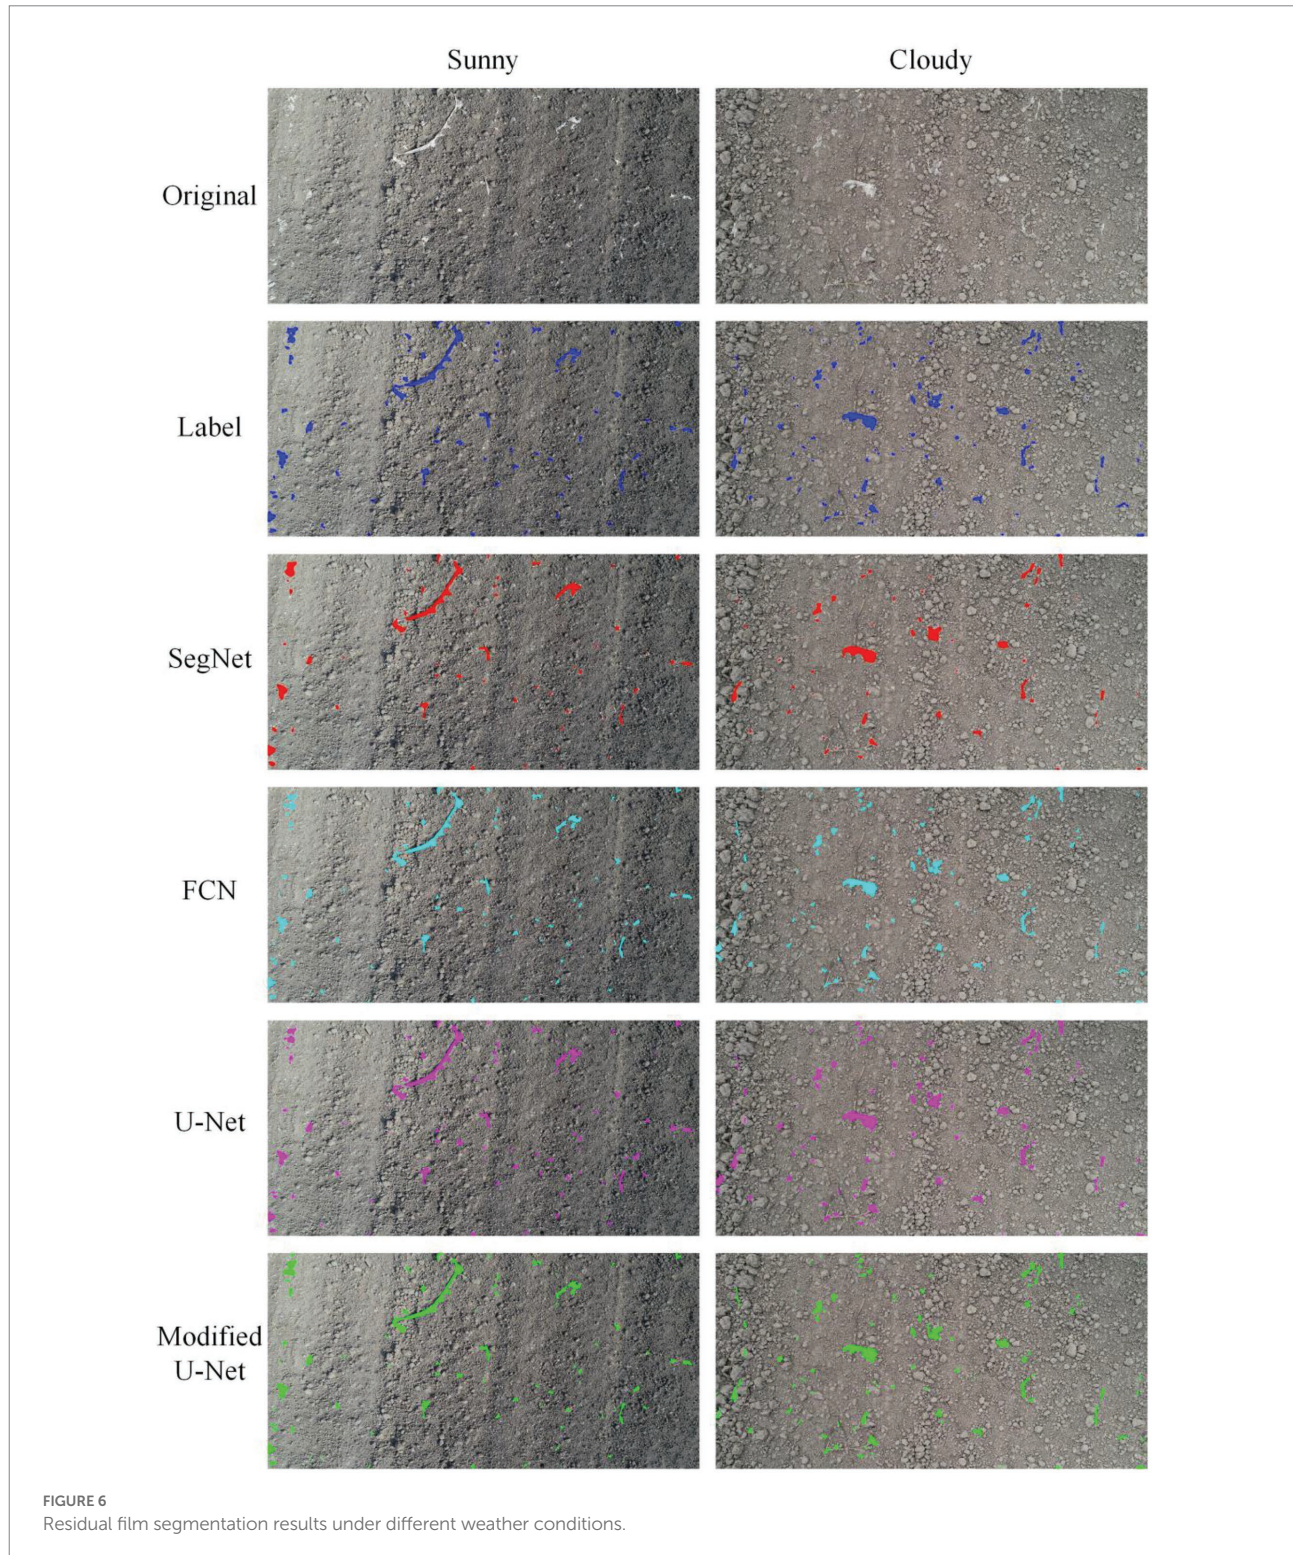 Sunny
Cloudy
Original
Label
SegNet
FCN
U-Net
Modified
U-Net
FIGURE 6
Residual film segmentation results under different weather conditions.